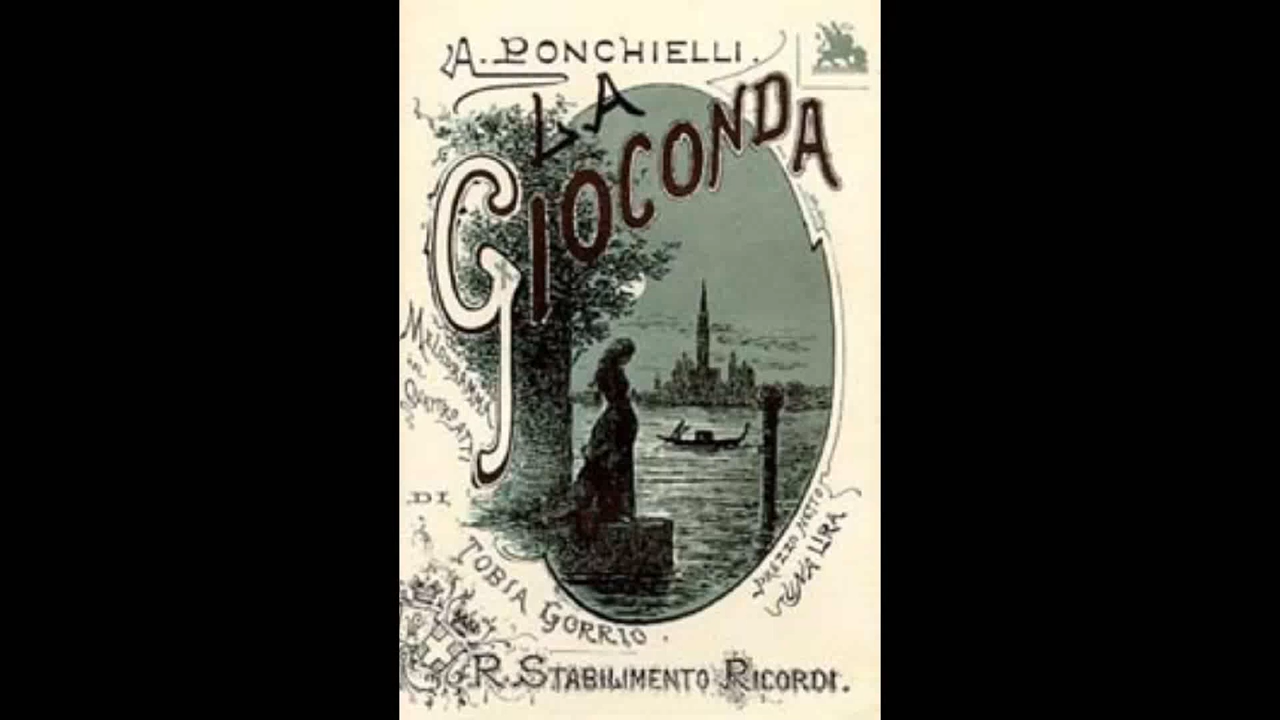 A. PONCHIELLI.
LA
GIOCONDA
MELODRAMMA
in
QUATTRO ATTI
DI
TOBIA GORRIO.
PREZZO NETTO
UNA LIRA
R. STABILIMENTO RICORDI.